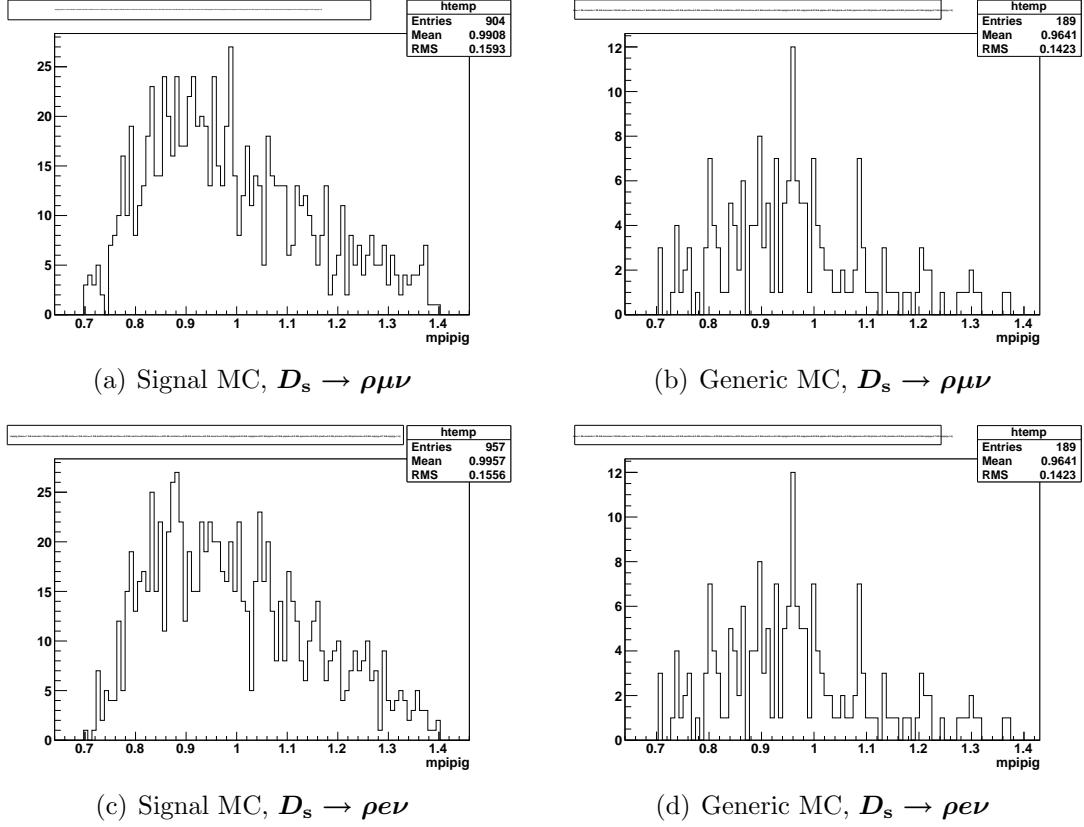 htemp
Entries 904
Mean 0.9908
RMS 0.1593
25
20
15
10
5
0
0.7 0.8 0.9 1 1.1 1.2 1.3 1.4
mpipig
(a) Signal MC, D_s → ρμν
htemp
Entries 189
Mean 0.9641
RMS 0.1423
12
10
8
6
4
2
0
0.7 0.8 0.9 1 1.1 1.2 1.3 1.4
mpipig
(b) Generic MC, D_s → ρμν
htemp
Entries 957
Mean 0.9957
RMS 0.1556
25
20
15
10
5
0
0.7 0.8 0.9 1 1.1 1.2 1.3 1.4
mpipig
(c) Signal MC, D_s → ρeν
htemp
Entries 189
Mean 0.9641
RMS 0.1423
12
10
8
6
4
2
0
0.7 0.8 0.9 1 1.1 1.2 1.3 1.4
mpipig
(d) Generic MC, D_s → ρeν